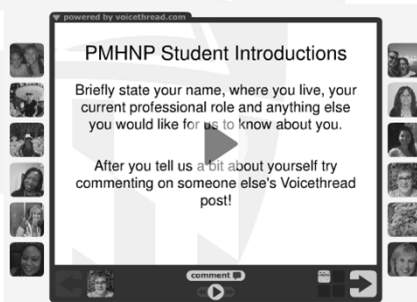 powered by voicethread.com
PMHNP Student Introductions
Briefly state your name, where you live, your
current professional role and anything else
you would like for us to know about you.
After you tell us a bit about yourself try
commenting on someone else's Voicethread
post!
comment